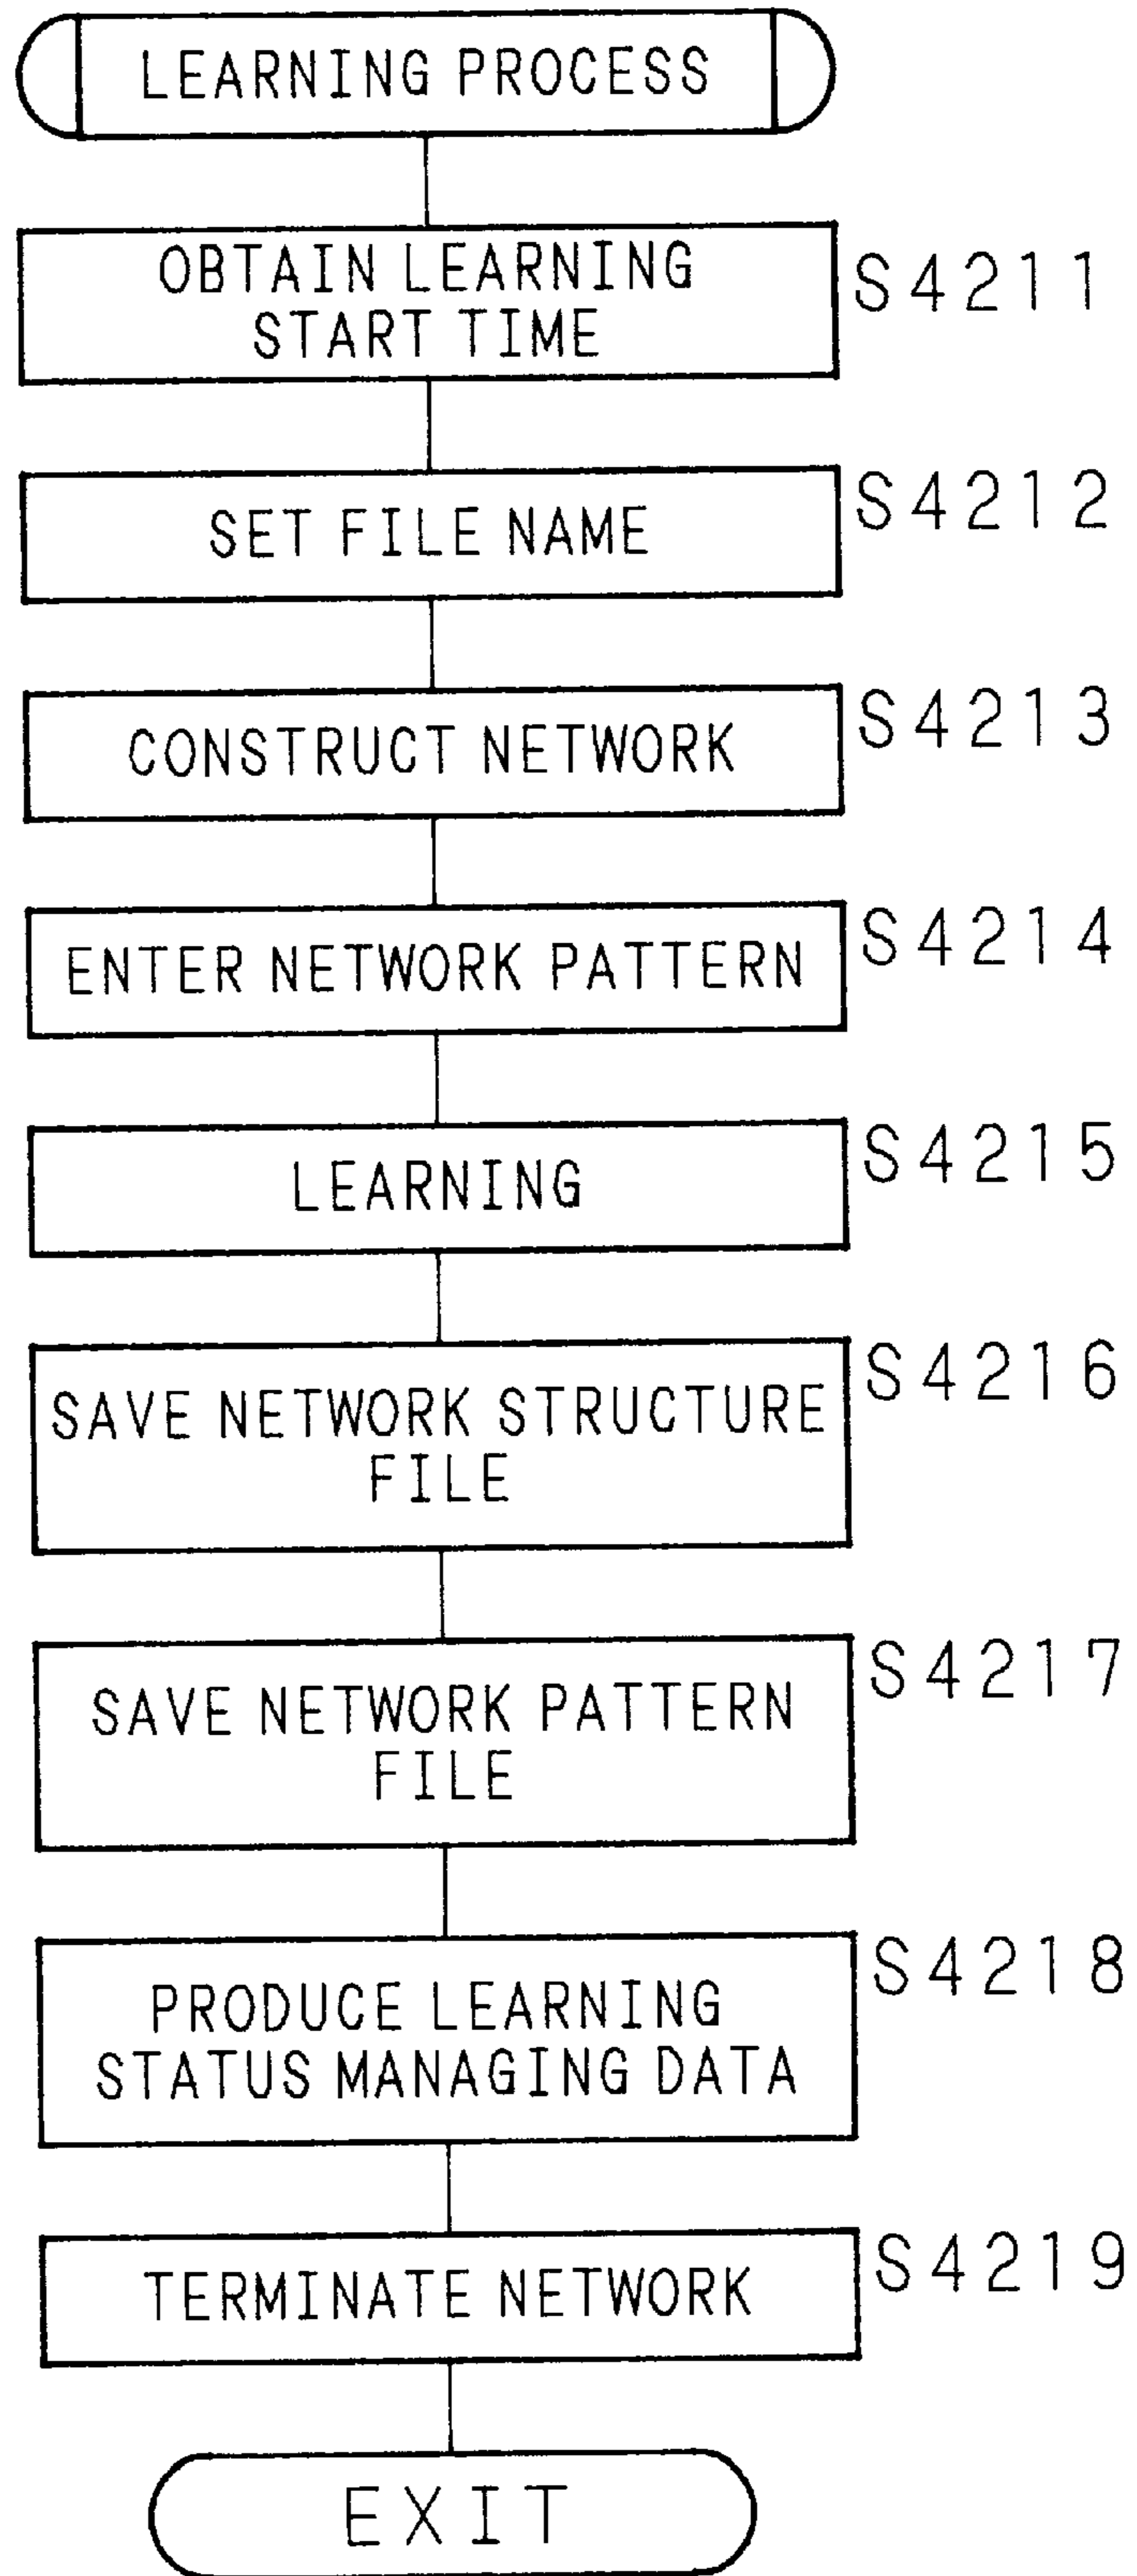 LEARNING PROCESS
OBTAIN LEARNING
START TIME
S4211
SET FILE NAME
S4212
CONSTRUCT NETWORK
S4213
ENTER NETWORK PATTERN
S4214
LEARNING
S4215
SAVE NETWORK STRUCTURE
FILE
S4216
SAVE NETWORK PATTERN
FILE
S4217
PRODUCE LEARNING
STATUS MANAGING DATA
S4218
TERMINATE NETWORK
S4219
EXIT